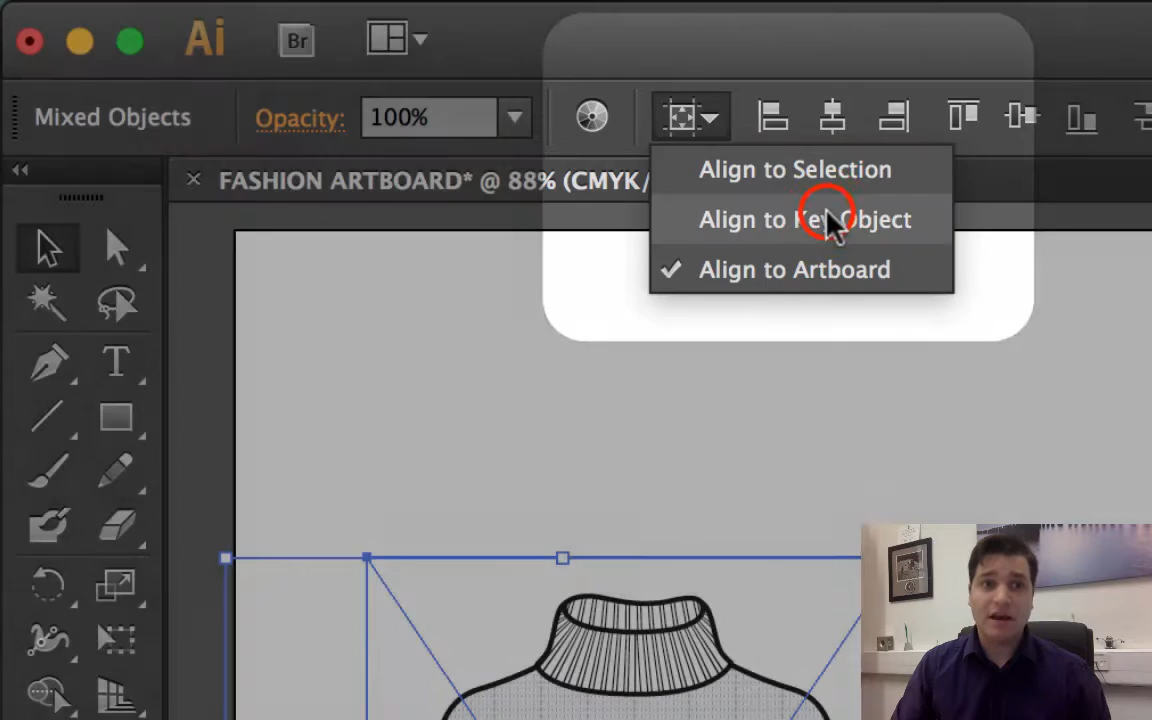 Ai
Br
Mixed Objects
Opacity:
100%
× FASHION ARTBOARD* @ 88% (CMYK/
Align to Selection
Align to Key Object
✓ Align to Artboard
T